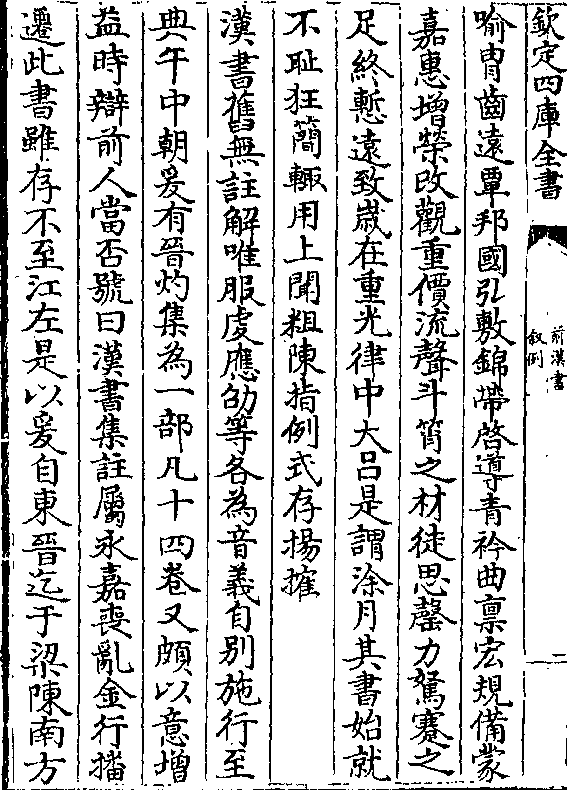 欽定四庫全書
前漢書
叙例
二
喻胄齒遠覃邦國弘敷錦帶啓導青衿曲禀宏規備蒙
嘉惠增榮改觀重價流聲斗筲之材徒思罄力駑蹇之
足終慙遠致歲在重光律中大吕是謂涂月其書始就
不耻狂簡輙用上聞粗陳指例式存揚搉
漢書舊無註解唯服䖍應劭等各為音義自别施行至
典午中朝爰有晉灼集為一部凡十四巻又頗以意增
益時辯前人當否號曰漢書集註屬永嘉喪亂金行播
遷此書雖存不至江左是以爰自東晉迄于梁陳南方